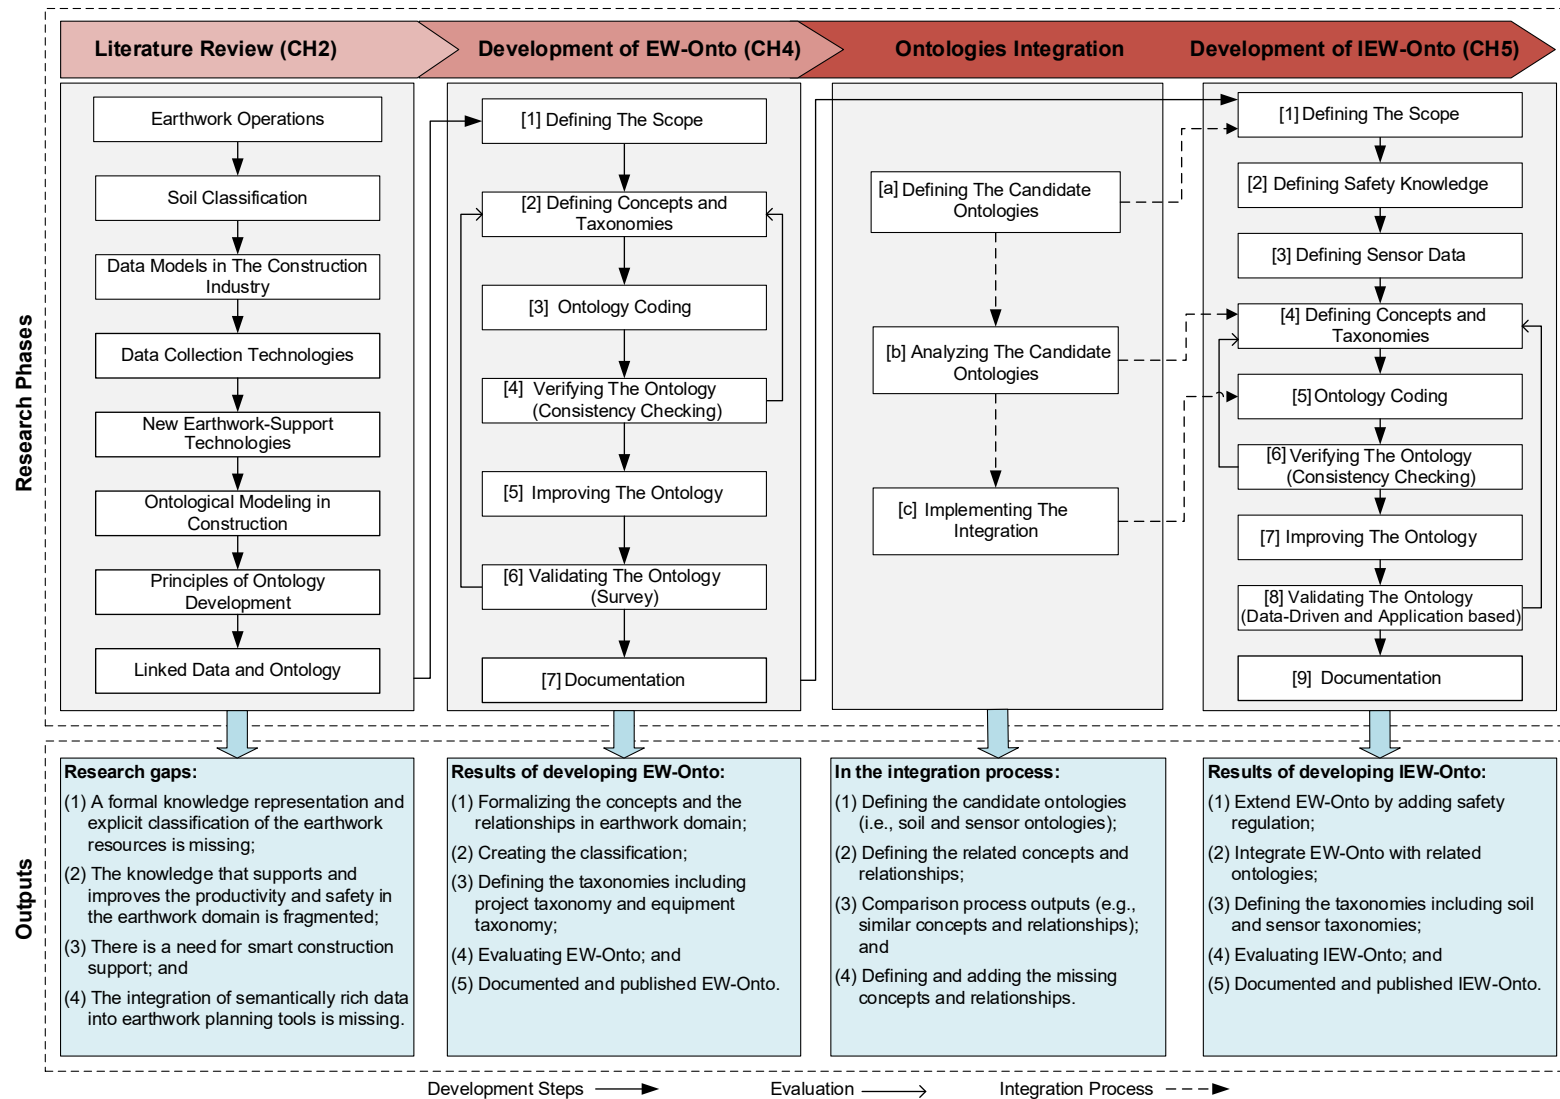 Literature Review (CH2)
Development of EW-Onto (CH4)
Ontologies Integration
Development of IEW-Onto (CH5)
Research Phases
Earthwork Operations
Soil Classification
Data Models in The Construction
Industry
Data Collection Technologies
New Earthwork-Support
Technologies
Ontological Modeling in
Construction
Principles of Ontology
Development
Linked Data and Ontology
[1] Defining The Scope
[2] Defining Concepts and
Taxonomies
[3] Ontology Coding
[4] Verifying The Ontology
(Consistency Checking)
[5] Improving The Ontology
[6] Validating The Ontology
(Survey)
[7] Documentation
[a] Defining The Candidate
Ontologies
[b] Analyzing The Candidate
Ontologies
[c] Implementing The
Integration
[1] Defining The Scope
[2] Defining Safety Knowledge
[3] Defining Sensor Data
[4] Defining Concepts and
Taxonomies
[5] Ontology Coding
[6] Verifying The Ontology
(Consistency Checking)
[7] Improving The Ontology
[8] Validating The Ontology
(Data-Driven and Application based)
[9] Documentation
Outputs
Research gaps:
(1) A formal knowledge representation and
explicit classification of the earthwork
resources is missing;
(2) The knowledge that supports and
improves the productivity and safety in
the earthwork domain is fragmented;
(3) There is a need for smart construction
support; and
(4) The integration of semantically rich data
into earthwork planning tools is missing.
Results of developing EW-Onto:
(1) Formalizing the concepts and the
relationships in earthwork domain;
(2) Creating the classification;
(3) Defining the taxonomies including
project taxonomy and equipment
taxonomy;
(4) Evaluating EW-Onto; and
(5) Documented and published EW-Onto.
In the integration process:
(1) Defining the candidate ontologies
(i.e., soil and sensor ontologies);
(2) Defining the related concepts and
relationships;
(3) Comparison process outputs (e.g.,
similar concepts and relationships);
and
(4) Defining and adding the missing
concepts and relationships.
Results of developing IEW-Onto:
(1) Extend EW-Onto by adding safety
regulation;
(2) Integrate EW-Onto with related
ontologies;
(3) Defining the taxonomies including soil
and sensor taxonomies;
(4) Evaluating IEW-Onto; and
(5) Documented and published IEW-Onto.
Development Steps
Evaluation
Integration Process